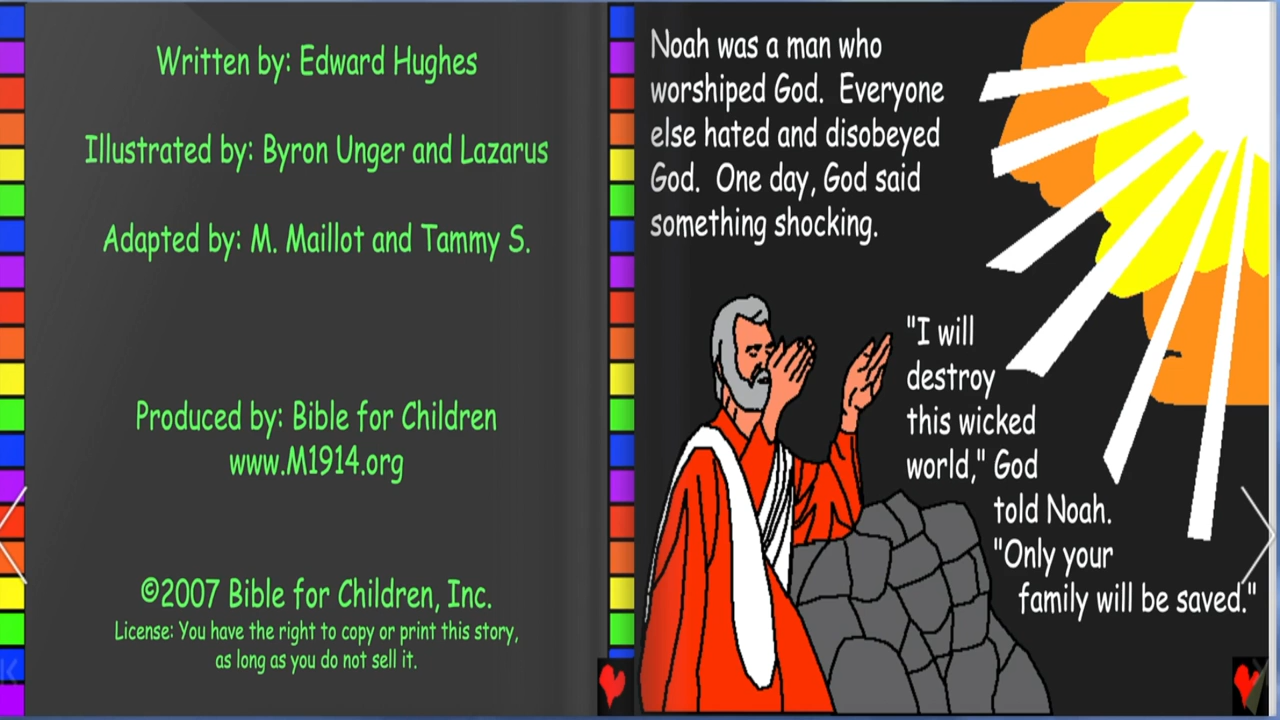 Written by: Edward Hughes
Illustrated by: Byron Unger and Lazarus
Adapted by: M. Maillot and Tammy S.
Produced by: Bible for Children
www.M1914.org
©2007 Bible for Children, Inc.
License: You have the right to copy or print this story,
as long as you do not sell it.
Noah was a man who
worshiped God. Everyone
else hated and disobeyed
God. One day, God said
something shocking.
"I will
destroy
this wicked
world," God
told Noah.
"Only your
family will be saved."